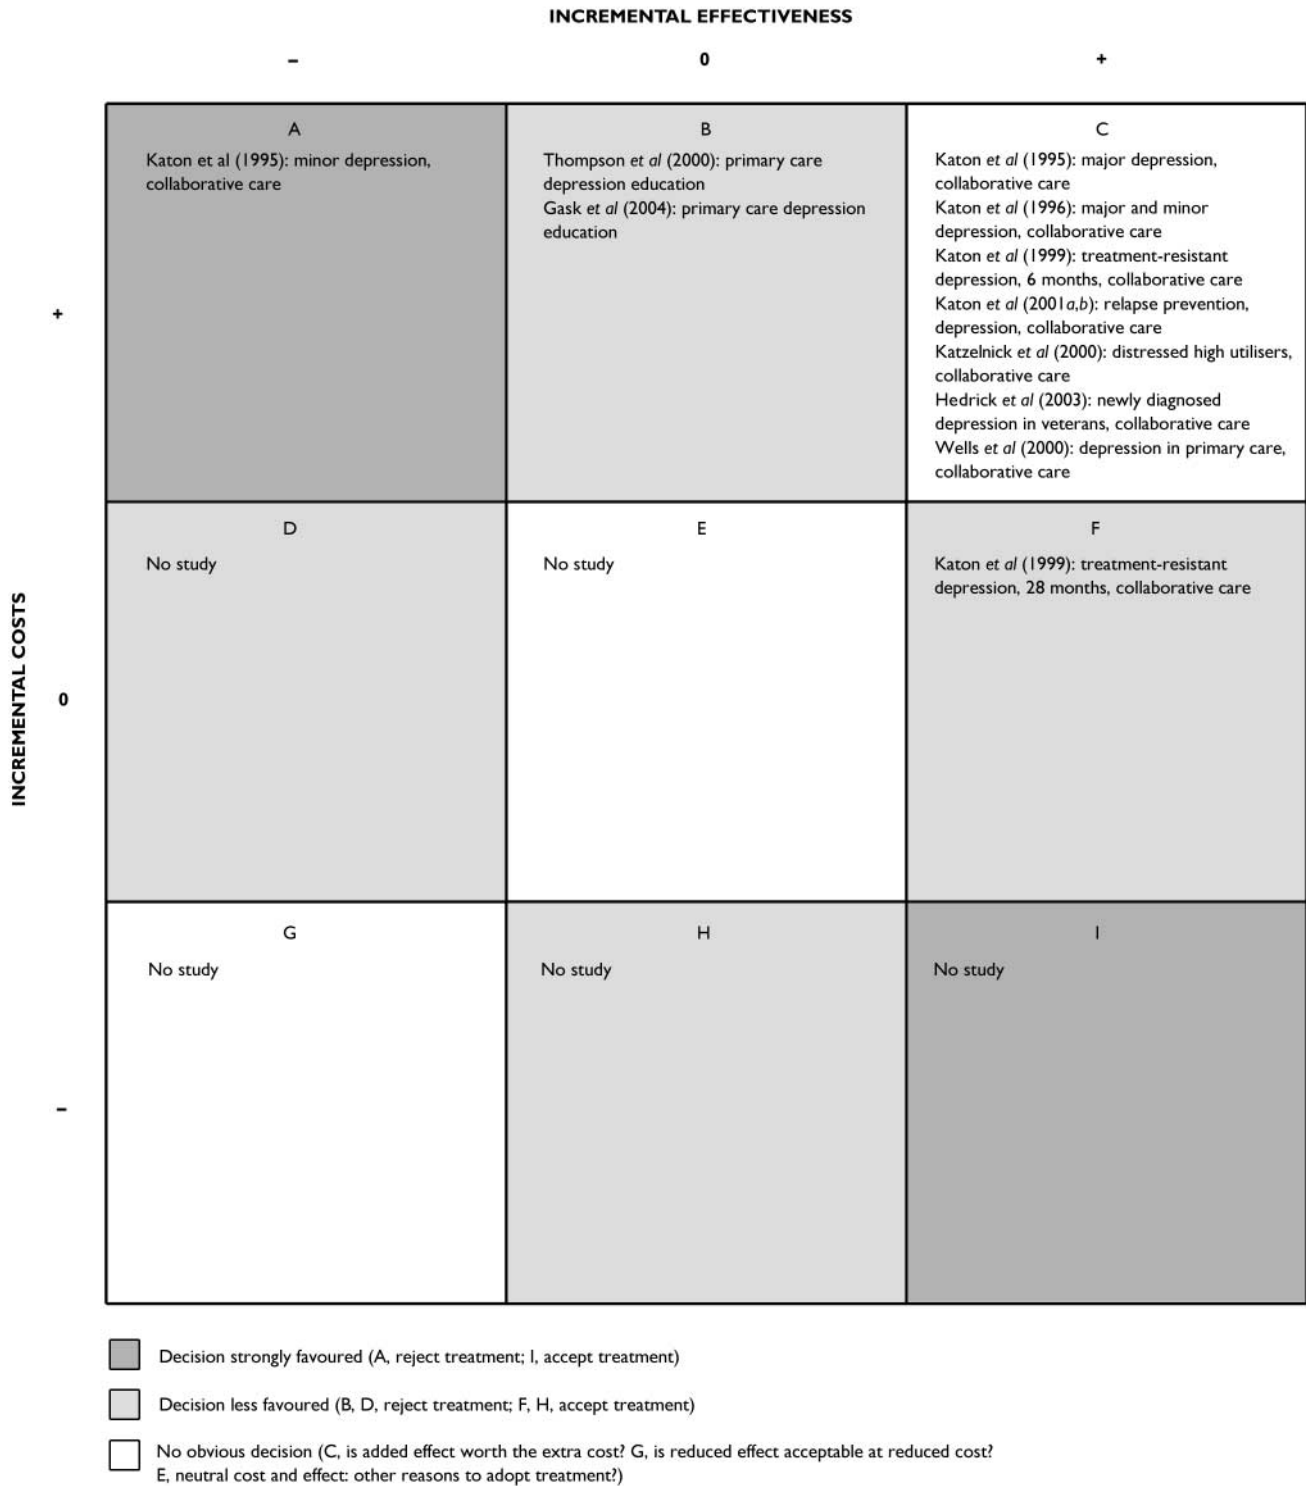 INCREMENTAL EFFECTIVENESS
– 0 +
A
Katon et al (1995): minor depression,
collaborative care
B
Thompson et al (2000): primary care
depression education
Gask et al (2004): primary care depression
education
C
Katon et al (1995): major depression,
collaborative care
Katon et al (1996): major and minor
depression, collaborative care
Katon et al (1999): treatment-resistant
depression, 6 months, collaborative care
Katon et al (2001a,b): relapse prevention,
depression, collaborative care
Katzelnick et al (2000): distressed high utilisers,
collaborative care
Hedrick et al (2003): newly diagnosed
depression in veterans, collaborative care
Wells et al (2000): depression in primary care,
collaborative care
+
D
No study
E
No study
F
Katon et al (1999): treatment-resistant
depression, 28 months, collaborative care
INCREMENTAL COSTS
0
G
No study
H
No study
I
No study
–
Decision strongly favoured (A, reject treatment; I, accept treatment)
Decision less favoured (B, D, reject treatment; F, H, accept treatment)
No obvious decision (C, is added effect worth the extra cost? G, is reduced effect acceptable at reduced cost?
E, neutral cost and effect: other reasons to adopt treatment?)